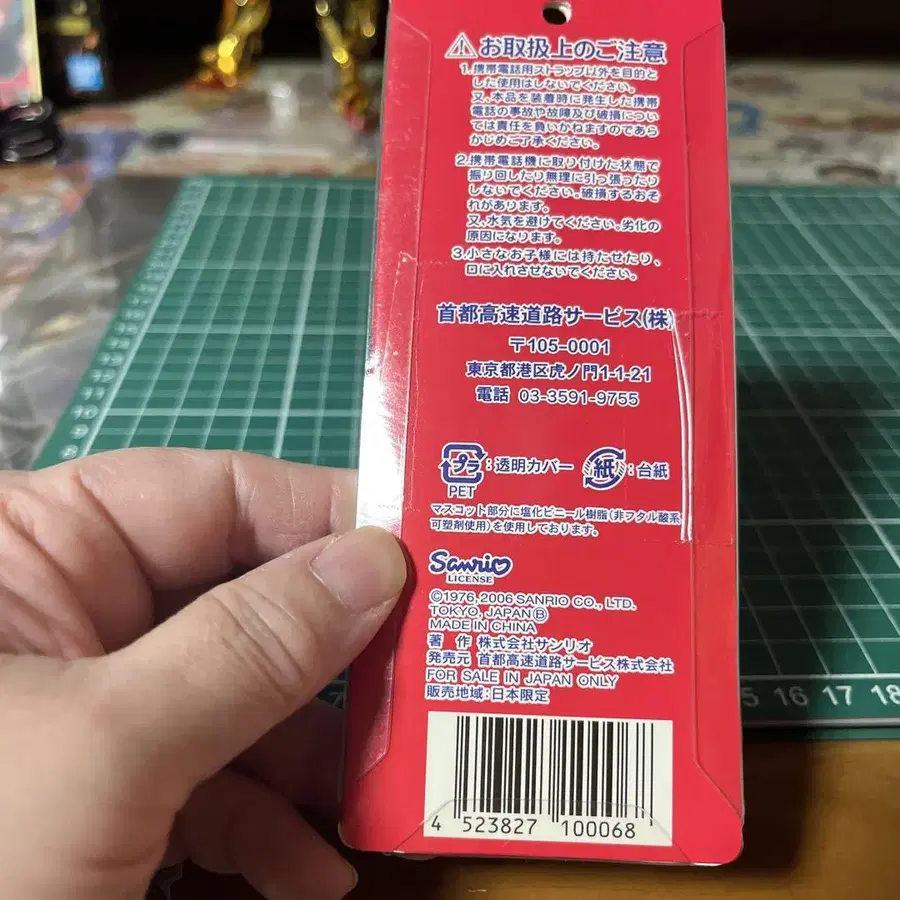 お取扱上のご注意
1.携帯電話用ストラップ以外を目的と
した使用はしないでください。
又、本品を装着時に発生した携帯
電話の事故や故障及び破損につい
ては責任を負いかねますのであら
かじめご了承ください。
2.携帯電話機に取り付けた状態で
振り回したり無理に引っ張ったり
しないでください。破損するおそ
れがあります。
又、水気を避けてください。劣化の
原因になります。
3.小さなお子様には持たせたり、
口に入れさせないでください。
首都高速道路サービス(株)
〒105-0001
東京都港区虎ノ門1-1-21
電話 03-3591-9755
プラ:透明カバー 紙:台紙
PET
マスコット部分に塩化ビニール樹脂(非フタル酸系
可塑剤使用)を使用しております。
Sanrio
LICENSE
©1976, 2006 SANRIO CO., LTD.
TOKYO, JAPAN Ⓑ
MADE IN CHINA
著 作 株式会社サンリオ
発売元 首都高速道路サービス株式会社
FOR SALE IN JAPAN ONLY
販売地域:日本限定
4 523827 100068
9 10 11 12 13 14
15 16 17 18